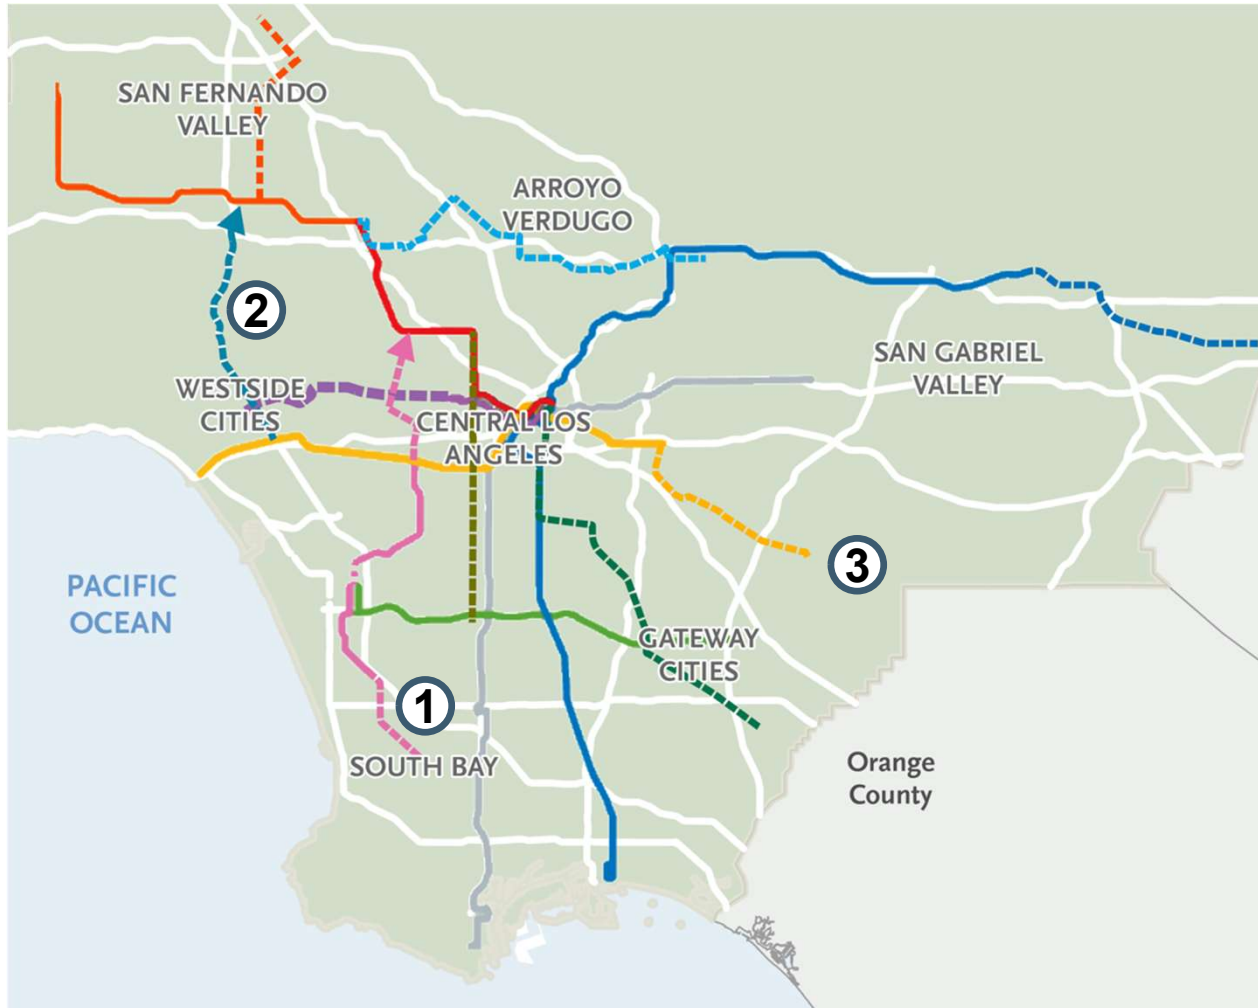 SAN FERNANDO
VALLEY
ARROYO
VERDUGO
2
SAN GABRIEL
VALLEY
WESTSIDE
CITIES
CENTRAL LOS
ANGELES
3
PACIFIC
OCEAN
GATEWAY
CITIES
1
SOUTH BAY
Orange
County